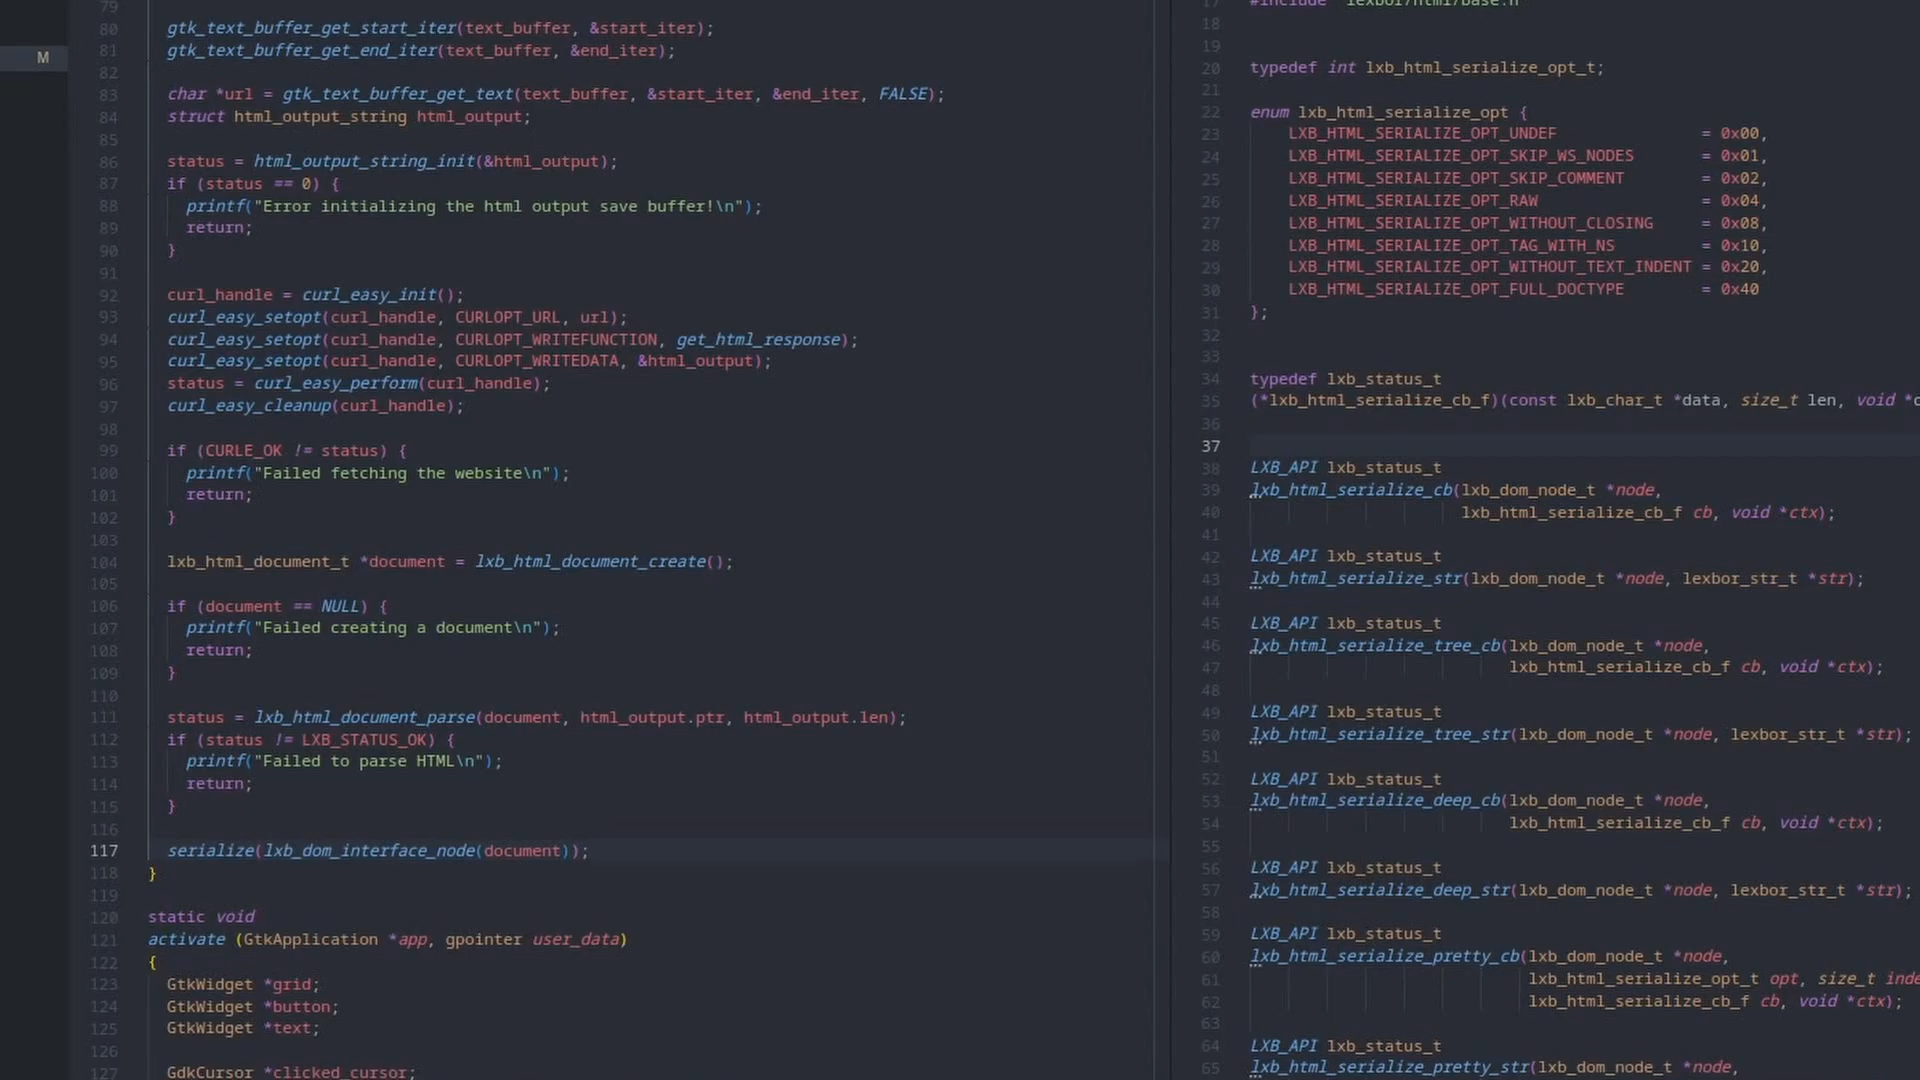 M
79
80 gtk_text_buffer_get_start_iter(text_buffer, &start_iter);
81 gtk_text_buffer_get_end_iter(text_buffer, &end_iter);
82
83 char *url = gtk_text_buffer_get_text(text_buffer, &start_iter, &end_iter, FALSE);
84 struct html_output_string html_output;
85
86 status = html_output_string_init(&html_output);
87 if (status == 0) {
88 printf("Error initializing the html output save buffer!\n");
89 return;
90 }
91
92 curl_handle = curl_easy_init();
93 curl_easy_setopt(curl_handle, CURLOPT_URL, url);
94 curl_easy_setopt(curl_handle, CURLOPT_WRITEFUNCTION, get_html_response);
95 curl_easy_setopt(curl_handle, CURLOPT_WRITEDATA, &html_output);
96 status = curl_easy_perform(curl_handle);
97 curl_easy_cleanup(curl_handle);
98
99 if (CURLE_OK != status) {
100 printf("Failed fetching the website\n");
101 return;
102 }
103
104 lxb_html_document_t *document = lxb_html_document_create();
105
106 if (document == NULL) {
107 printf("Failed creating a document\n");
108 return;
109 }
110
111 status = lxb_html_document_parse(document, html_output.ptr, html_output.len);
112 if (status != LXB_STATUS_OK) {
113 printf("Failed to parse HTML\n");
114 return;
115 }
116
117 serialize(lxb_dom_interface_node(document));
118 }
119
120 static void
121 activate (GtkApplication *app, gpointer user_data)
122 {
123 GtkWidget *grid;
124 GtkWidget *button;
125 GtkWidget *text;
126
127 GdkCursor *clicked_cursor;
17 #include "lexbor/html/base.h"
18
19
20 typedef int lxb_html_serialize_opt_t;
21
22 enum lxb_html_serialize_opt {
23 LXB_HTML_SERIALIZE_OPT_UNDEF = 0x00,
24 LXB_HTML_SERIALIZE_OPT_SKIP_WS_NODES = 0x01,
25 LXB_HTML_SERIALIZE_OPT_SKIP_COMMENT = 0x02,
26 LXB_HTML_SERIALIZE_OPT_RAW = 0x04,
27 LXB_HTML_SERIALIZE_OPT_WITHOUT_CLOSING = 0x08,
28 LXB_HTML_SERIALIZE_OPT_TAG_WITH_NS = 0x10,
29 LXB_HTML_SERIALIZE_OPT_WITHOUT_TEXT_INDENT = 0x20,
30 LXB_HTML_SERIALIZE_OPT_FULL_DOCTYPE = 0x40
31 };
32
33
34 typedef lxb_status_t
35 (*lxb_html_serialize_cb_f)(const lxb_char_t *data, size_t len, void *c
36
37
38 LXB_API lxb_status_t
39 lxb_html_serialize_cb(lxb_dom_node_t *node,
40 lxb_html_serialize_cb_f cb, void *ctx);
41
42 LXB_API lxb_status_t
43 lxb_html_serialize_str(lxb_dom_node_t *node, lexbor_str_t *str);
44
45 LXB_API lxb_status_t
46 lxb_html_serialize_tree_cb(lxb_dom_node_t *node,
47 lxb_html_serialize_cb_f cb, void *ctx);
48
49 LXB_API lxb_status_t
50 lxb_html_serialize_tree_str(lxb_dom_node_t *node, lexbor_str_t *str);
51
52 LXB_API lxb_status_t
53 lxb_html_serialize_deep_cb(lxb_dom_node_t *node,
54 lxb_html_serialize_cb_f cb, void *ctx);
55
56 LXB_API lxb_status_t
57 lxb_html_serialize_deep_str(lxb_dom_node_t *node, lexbor_str_t *str);
58
59 LXB_API lxb_status_t
60 lxb_html_serialize_pretty_cb(lxb_dom_node_t *node,
61 lxb_html_serialize_opt_t opt, size_t inde
62 lxb_html_serialize_cb_f cb, void *ctx);
63
64 LXB_API lxb_status_t
65 lxb_html_serialize_pretty_str(lxb_dom_node_t *node,